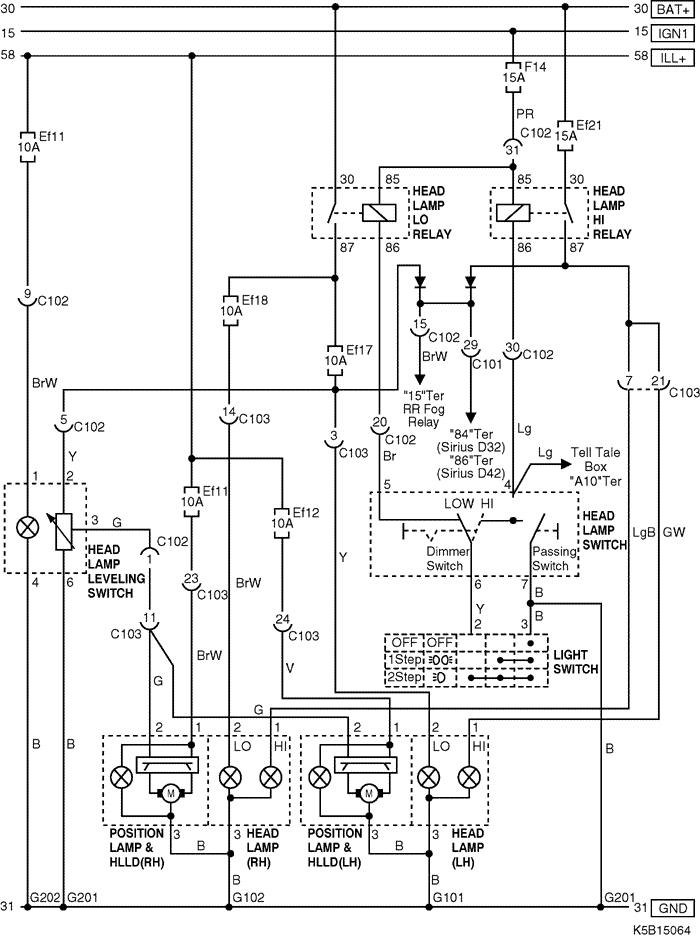 30 30 BAT+
15 15 IGN1
58 58 ILL+
F14
15A
PR
C102
31
Ef21
15A
Ef11
10A
30 85 85 30
HEAD
LAMP
LO
RELAY
HEAD
LAMP
HI
RELAY
87 86 86 87
9
C102
Ef18
10A
Ef17
10A
15
C102
BrW
29
C101
30
C102
BrW
7 21
C103
"15"Ter
RR Fog
Relay
5
C102
14
C103
3
C103
20
C102
Br
"84"Ter
(Sirius D32)
"86"Ter
(Sirius D42)
Lg
Lg
Tell Tale
Box
"A10"Ter
Y
1 2
5 4
Ef11
10A
Ef12
10A
LOW HI
HEAD
LAMP
SWITCH
Dimmer
Switch
Passing
Switch
LgB GW
3 G
C102
1
HEAD
LAMP
LEVELING
SWITCH
4 6
Y
BrW
23
C103
6 7
Y B
B
11
C103
24
C103
2 3
OFF OFF
1Step
2Step
LIGHT
SWITCH
BrW
V
G
G
B B
B
2 1 2 1 2 1 2 1
LO HI LO HI
M M
POSITION
LAMP &
HLLD(RH)
3 3
HEAD
LAMP
(RH)
POSITION
LAMP &
HLLD(LH)
3 3
HEAD
LAMP
(LH)
B B
B B
31 G202 G201 G102 G101 G201 31 GND
K5B15064